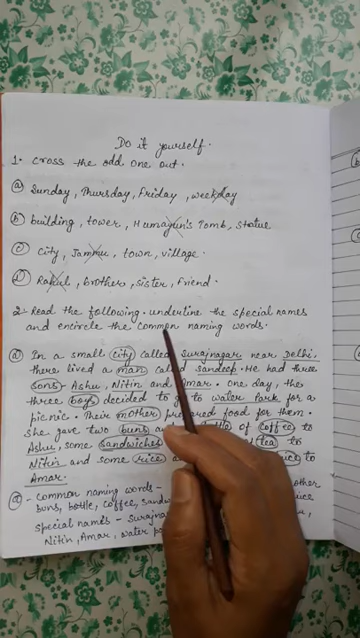 Do it yourself.
1. Cross the odd one out.
a Sunday, Thursday, Friday, weekday
b building, tower, Humayun's Tomb, statue
c City, Jammu, town, village.
d Rahul, brother, sister, friend.
2. Read the following. underline the special names
and encircle the common naming words.
a In a small city called Surajnagar near Delhi,
there lived a man called Sandeep. He had three
sons- Ashu, Nitin and Amar. One day, the
three boys decided to go to water park for a
picnic. Their mother prepared food for them.
She gave two buns of coffee to
Ashu, some sandwiches tea to
Nitin and some rice to
Amar.
a - Common naming words - other
buns, bottle, coffee, sandw
special names - Surajna
Nitin, Amar, water pa